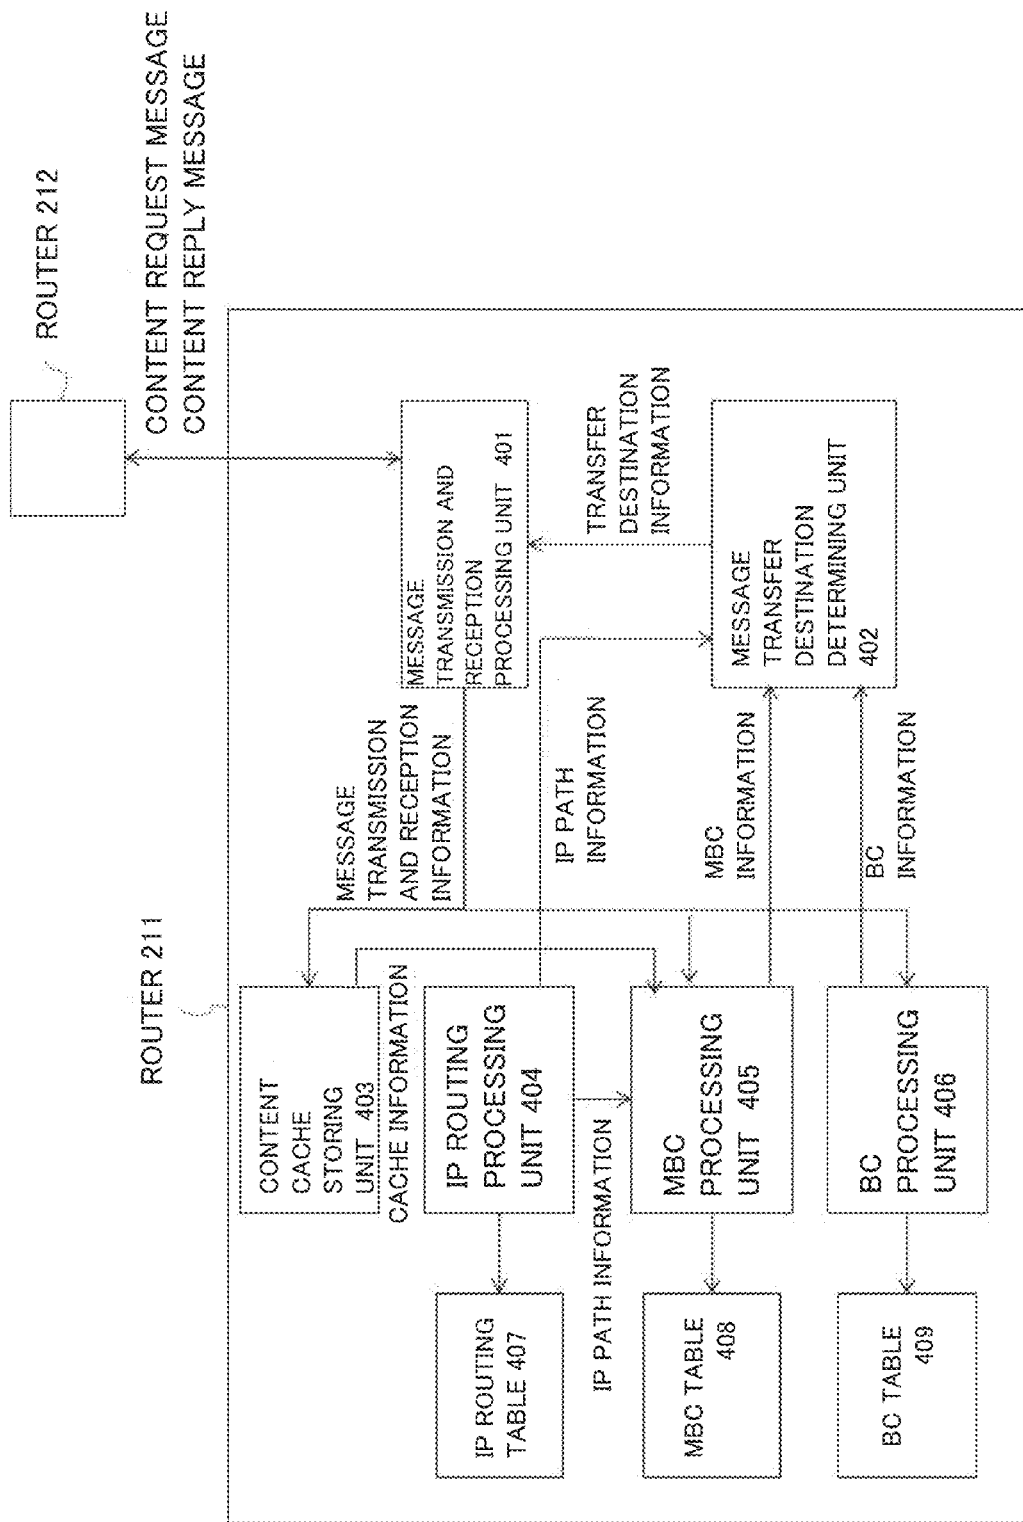 ROUTER 212
CONTENT REQUEST MESSAGE
CONTENT REPLY MESSAGE
ROUTER 211
MESSAGE
TRANSMISSION AND
RECEPTION
PROCESSING UNIT 401
TRANSFER
DESTINATION
INFORMATION
MESSAGE
TRANSFER
DESTINATION
DETERMINING UNIT
402
MESSAGE
TRANSMISSION
AND RECEPTION
INFORMATION
IP PATH
INFORMATION
MBC
INFORMATION
BC
INFORMATION
CONTENT
CACHE
STORING
UNIT 403
CACHE INFORMATION
IP ROUTING
PROCESSING
UNIT 404
IP PATH INFORMATION
MBC
PROCESSING
UNIT 405
BC
PROCESSING
UNIT 406
IP ROUTING
TABLE 407
MBC TABLE
408
BC TABLE
409